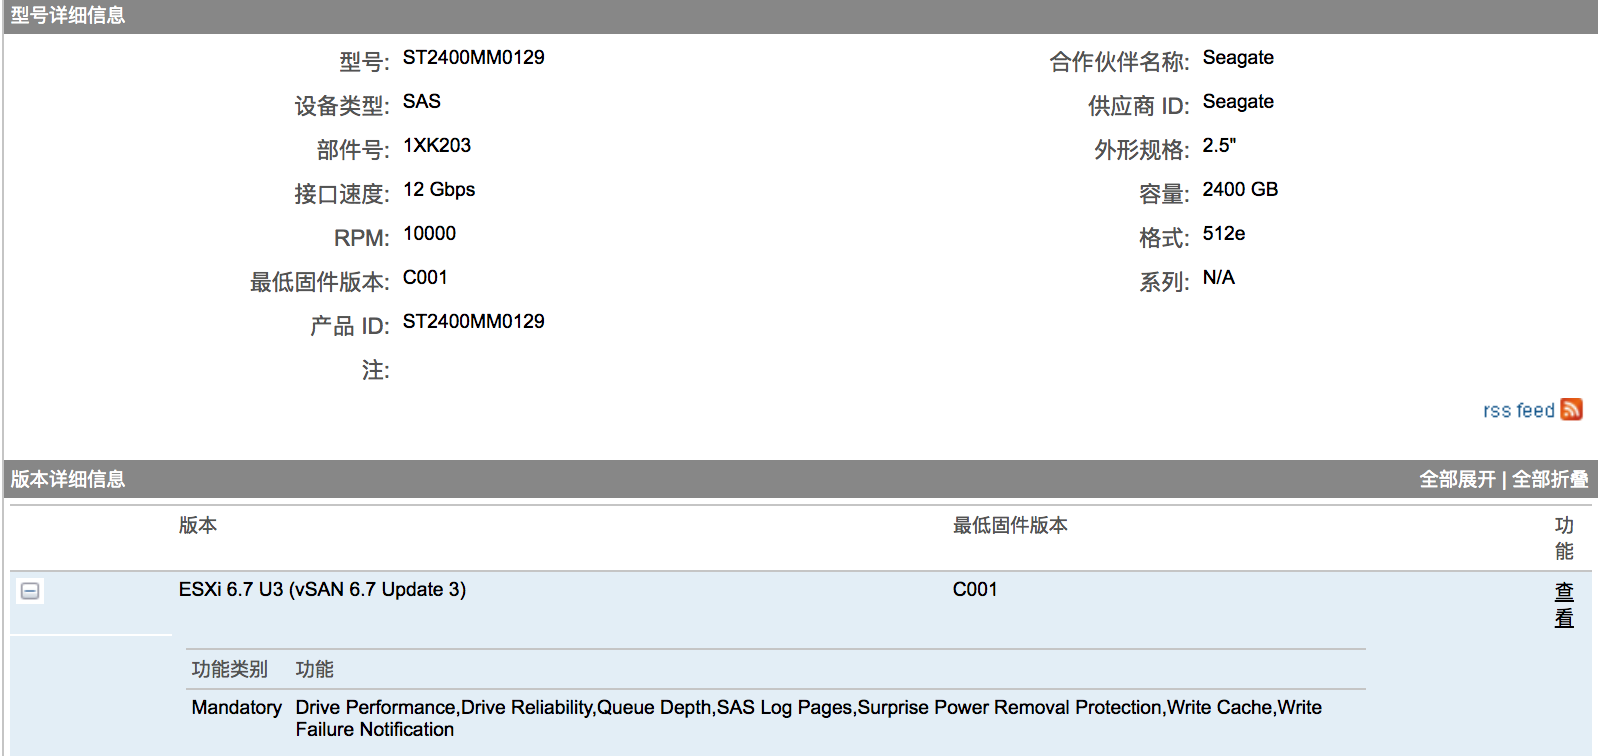 型号详细信息
型号: ST2400MM0129 合作伙伴名称: Seagate
设备类型: SAS 供应商 ID: Seagate
部件号: 1XK203 外形规格: 2.5"
接口速度: 12 Gbps 容量: 2400 GB
RPM: 10000 格式: 512e
最低固件版本: C001 系列: N/A
产品 ID: ST2400MM0129
注:
rss feed
版本详细信息 全部展开 | 全部折叠
版本 最低固件版本 功
能
ESXi 6.7 U3 (vSAN 6.7 Update 3) C001 查
看
功能类别 功能
Mandatory Drive Performance,Drive Reliability,Queue Depth,SAS Log Pages,Surprise Power Removal Protection,Write Cache,Write
Failure Notification